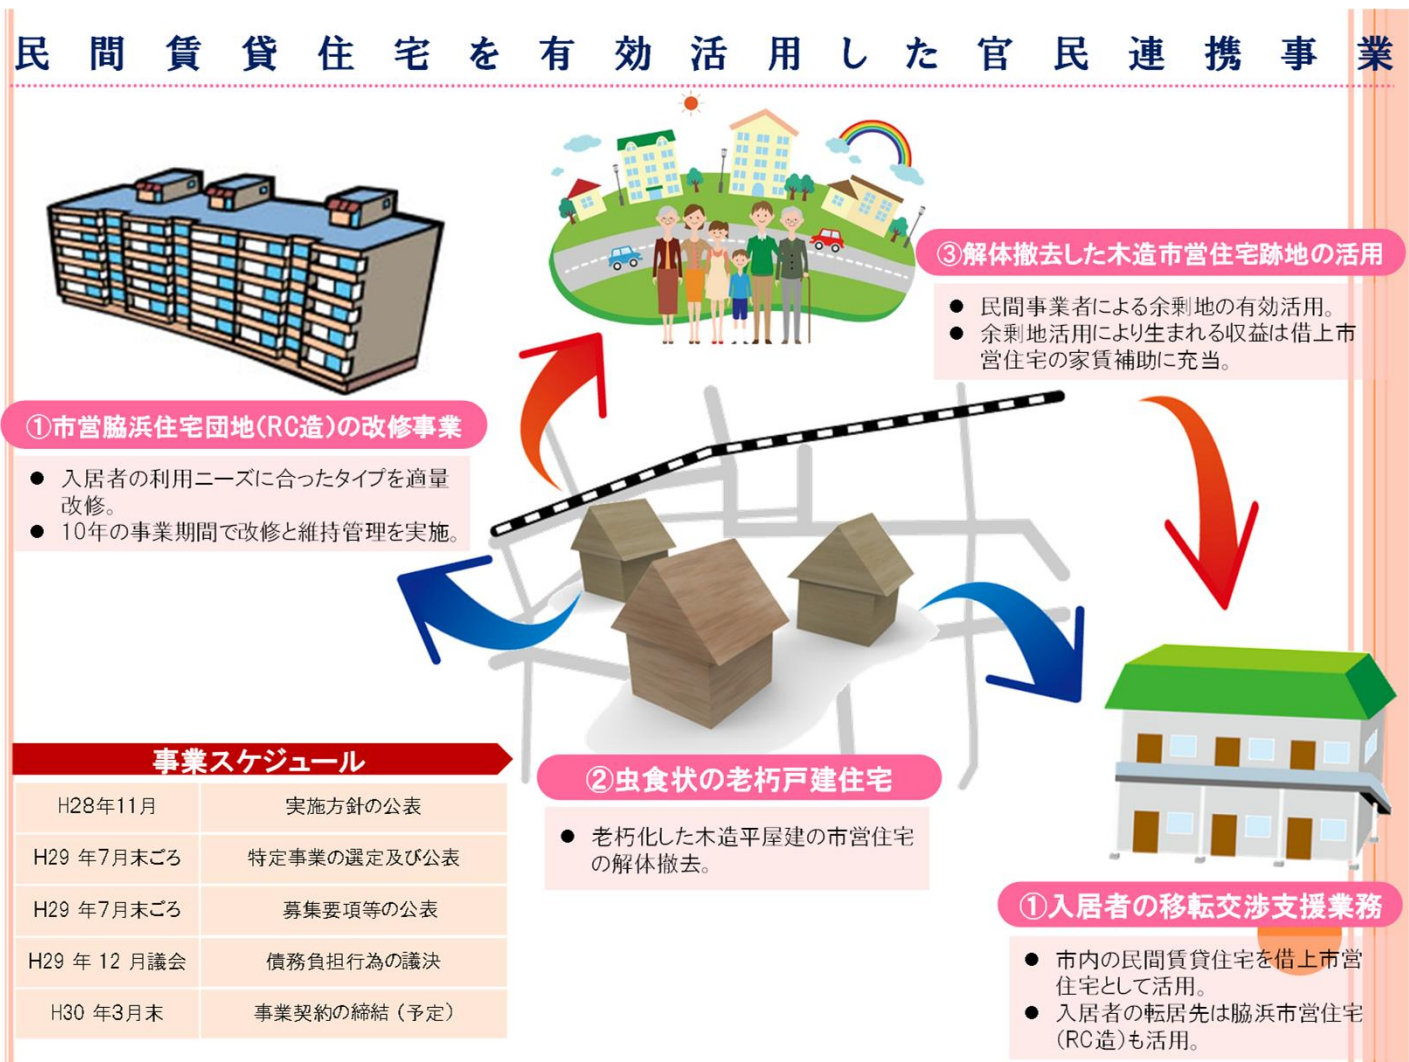 民間賃貸住宅を有効活用した官民連携事業
③解体撤去した木造市営住宅跡地の活用
● 民間事業者による余剰地の有効活用。
● 余剰地活用により生まれる収益は借上市
営住宅の家賃補助に充当。
①市営脇浜住宅団地(RC造)の改修事業
● 入居者の利用ニーズに合ったタイプを適量
改修。
● 10年の事業期間で改修と維持管理を実施。
事業スケジュール
H28年11月 実施方針の公表
H29 年7月末ごろ 特定事業の選定及び公表
H29 年7月末ごろ 募集要項等の公表
H29 年 12 月議会 債務負担行為の議決
H30 年3月末 事業契約の締結（予定）
②虫食状の老朽戸建住宅
● 老朽化した木造平屋建の市営住宅
の解体撤去。
①入居者の移転交渉支援業務
● 市内の民間賃貸住宅を借上市営
住宅として活用。
● 入居者の転居先は脇浜市営住宅
(RC造)も活用。